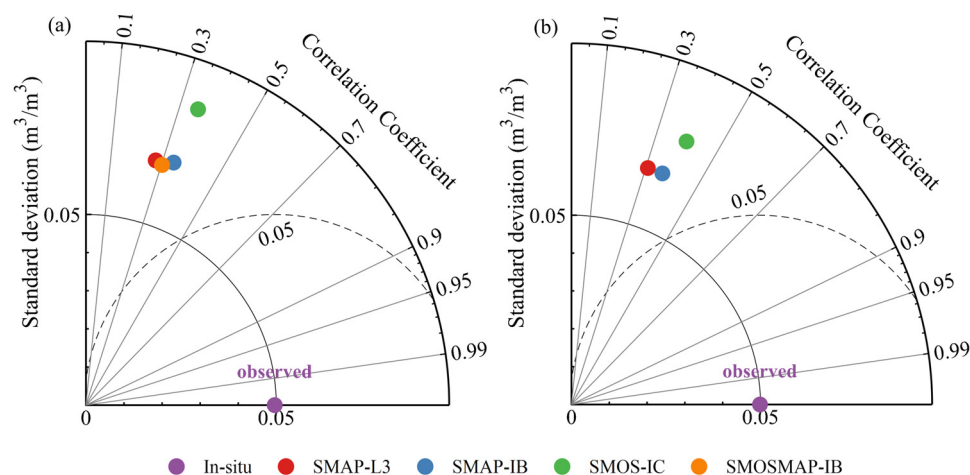 (a)
0.1
0.3
0.5
0.7
0.9
0.95
0.99
Correlation Coefficient
Standard deviation (m³/m³)
0.05
0.05
observed
0
0.05
(b)
0.1
0.3
0.5
0.7
0.9
0.95
0.99
Correlation Coefficient
Standard deviation (m³/m³)
0.05
0.05
observed
0
0.05
In-situ SMAP-L3 SMAP-IB SMOS-IC SMOSMAP-IB